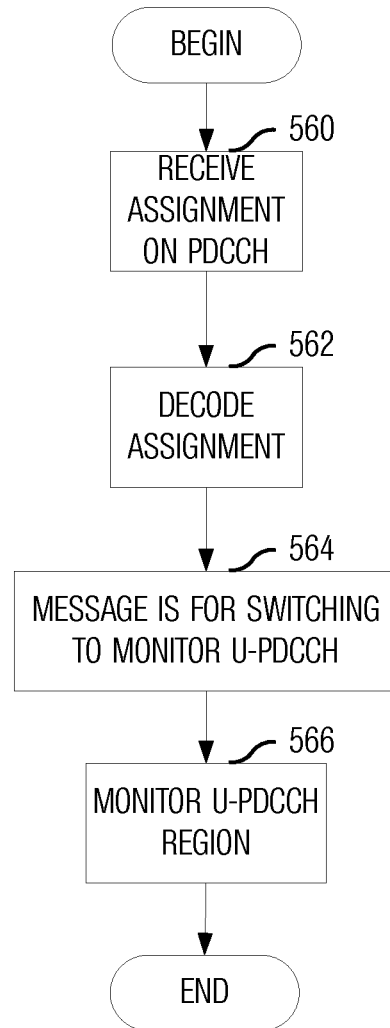 BEGIN
560
RECEIVE
ASSIGNMENT
ON PDCCH
562
DECODE
ASSIGNMENT
564
MESSAGE IS FOR SWITCHING
TO MONITOR U-PDCCH
566
MONITOR U-PDCCH
REGION
END